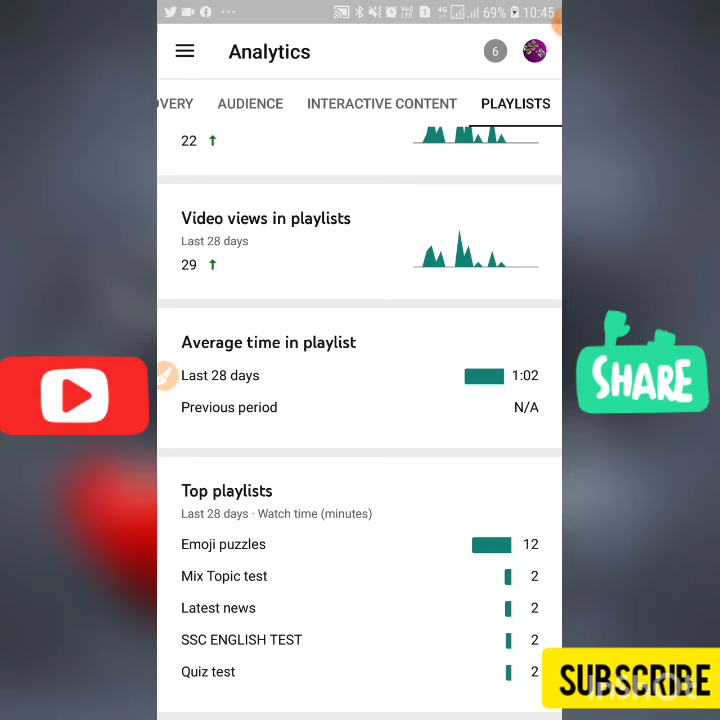 69% 10:45
Analytics
6
OVERY AUDIENCE INTERACTIVE CONTENT PLAYLISTS
22
Video views in playlists
Last 28 days
29
Average time in playlist
Last 28 days 1:02
Previous period N/A
SHARE
Top playlists
Last 28 days · Watch time (minutes)
Emoji puzzles 12
Mix Topic test 2
Latest news 2
SSC ENGLISH TEST 2
Quiz test 2
SUBSCRIBE
InShot